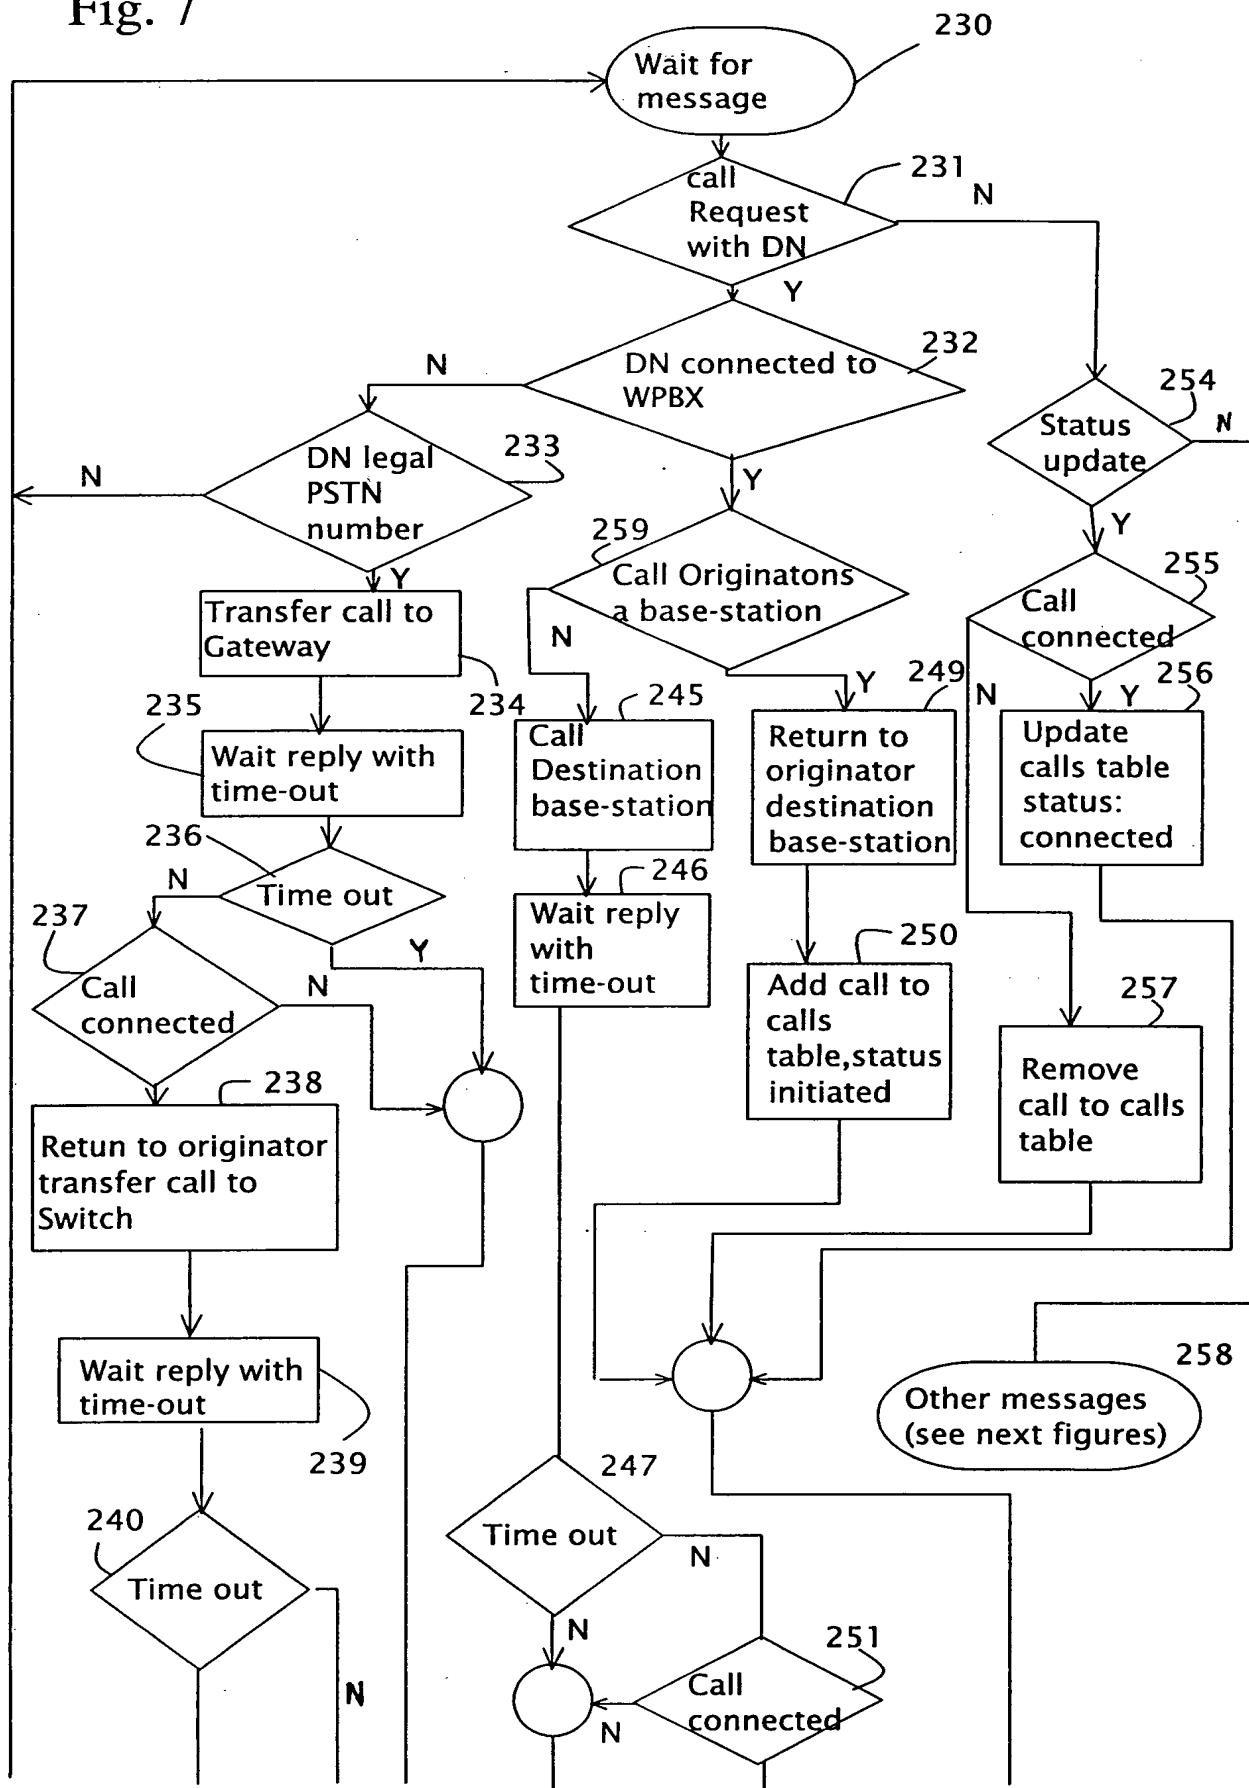 Fig. 7
230
Wait for
message
231
call
Request
with DN
N
Y
232
DN connected to
WPBX
N
254
Status
update
N
233
DN legal
PSTN
number
N
Y
Y
259
Call Originatons
a base-station
Y
255
Call
connected
Y
Transfer call to
Gateway
234
N
Y
249
N
Y
256
235
Wait reply with
time-out
245
Call
Destination
base-station
Return to
originator
destination
base-station
Update
calls table
status:
connected
236
Time out
N
Y
246
Wait reply
with
time-out
237
Call
connected
N
250
Add call to
calls
table,status
initiated
257
Remove
call to calls
table
238
Retun to originator
transfer call to
Switch
Wait reply with
time-out
239
258
Other messages
(see next figures)
240
Time out
N
247
Time out
N
N
251
Call
connected
N